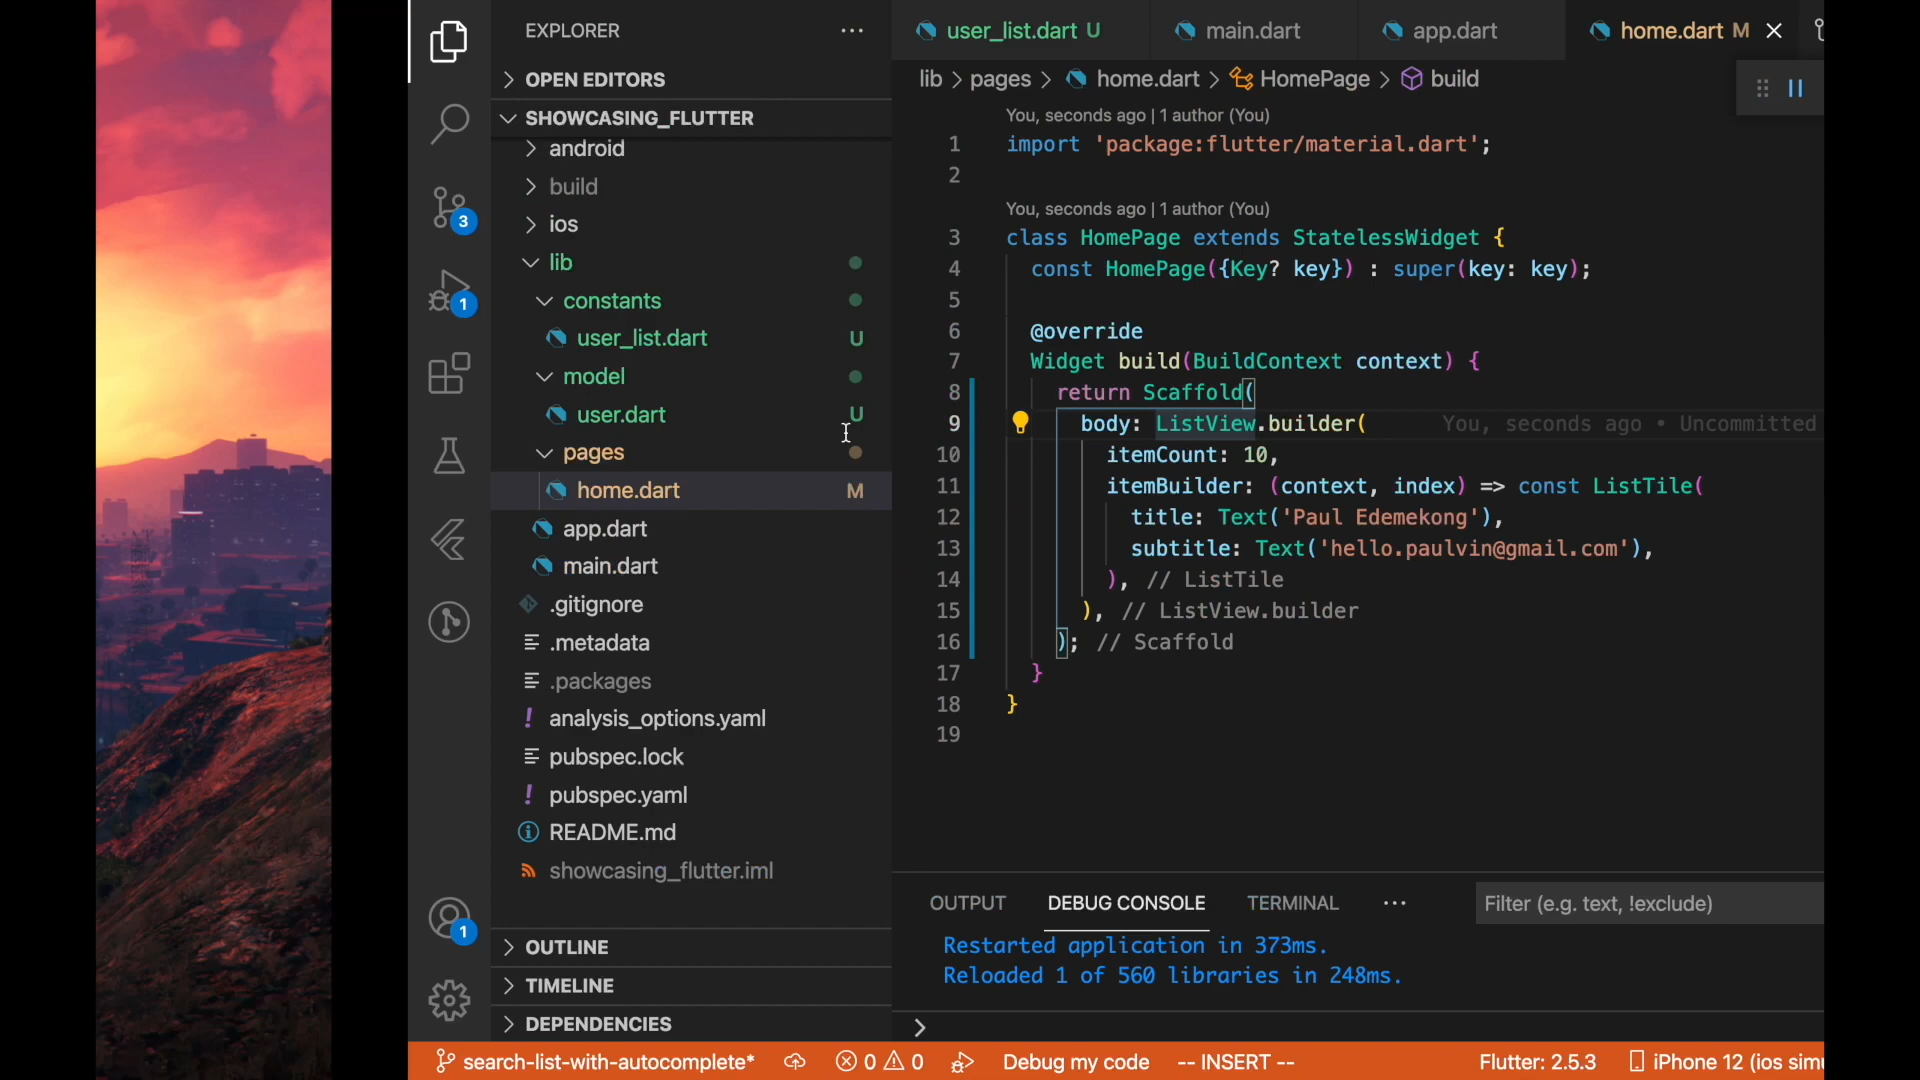 EXPLORER
OPEN EDITORS
SHOWCASING_FLUTTER
android
build
ios
lib
constants
user_list.dart U
model
user.dart U
pages
home.dart M
app.dart
main.dart
.gitignore
.metadata
.packages
! analysis_options.yaml
pubspec.lock
! pubspec.yaml
README.md
showcasing_flutter.iml
OUTLINE
TIMELINE
DEPENDENCIES
3
1
1
user_list.dart U main.dart app.dart home.dart M
lib > pages > home.dart > HomePage > build
You, seconds ago | 1 author (You)
1 import 'package:flutter/material.dart';
2
You, seconds ago | 1 author (You)
3 class HomePage extends StatelessWidget {
4 const HomePage({Key? key}) : super(key: key);
5
6 @override
7 Widget build(BuildContext context) {
8 return Scaffold(
9 body: ListView.builder( You, seconds ago • Uncommitted
10 itemCount: 10,
11 itemBuilder: (context, index) => const ListTile(
12 title: Text('Paul Edemekong'),
13 subtitle: Text('hello.paulvin@gmail.com'),
14 ), // ListTile
15 ), // ListView.builder
16 ); // Scaffold
17 }
18 }
19
OUTPUT DEBUG CONSOLE TERMINAL ··· Filter (e.g. text, !exclude)
Restarted application in 373ms.
Reloaded 1 of 560 libraries in 248ms.
>
search-list-with-autocomplete* 0 0 Debug my code -- INSERT -- Flutter: 2.5.3 iPhone 12 (ios simu